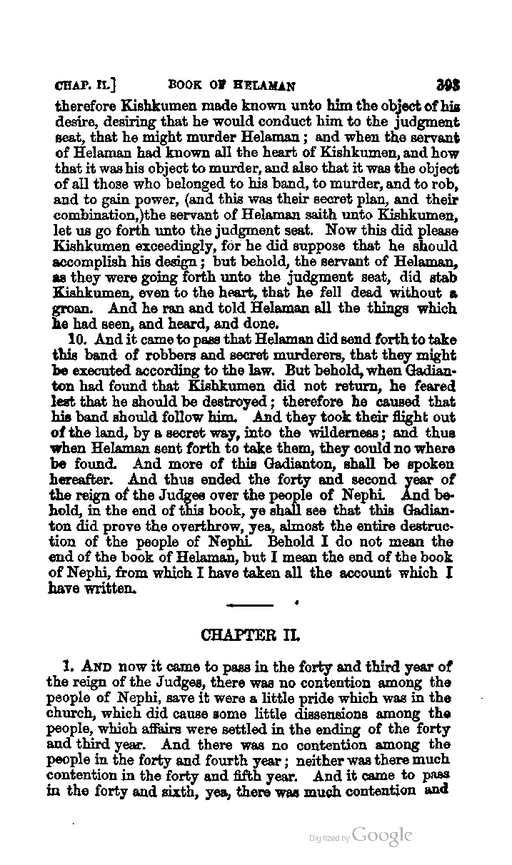 CHAP. II.] BOOK OF HELAMAN 393
therefore Kishkumen made known unto him the object of his
desire, desiring that he would conduct him to the judgment
seat, that he might murder Helaman; and when the servant
of Helaman had known all the heart of Kishkumen, and how
that it was his object to murder, and also that it was the object
of all those who belonged to his band, to murder, and to rob,
and to gain power, (and this was their secret plan, and their
combination,)the servant of Helaman saith unto Kishkumen,
let us go forth unto the judgment seat. Now this did please
Kishkumen exceedingly, for he did suppose that he should
accomplish his design; but behold, the servant of Helaman,
as they were going forth unto the judgment seat, did stab
Kishkumen, even to the heart, that he fell dead without a
groan. And he ran and told Helaman all the things which
he had seen, and heard, and done.
10. And it came to pass that Helaman did send forth to take
this band of robbers and secret murderers, that they might
be executed according to the law. But behold, when Gadian-
ton had found that Kishkumen did not return, he feared
lest that he should be destroyed; therefore he caused that
his band should follow him. And they took their flight out
of the land, by a secret way, into the wilderness; and thus
when Helaman sent forth to take them, they could no where
be found. And more of this Gadianton, shall be spoken
hereafter. And thus ended the forty and second year of
the reign of the Judges over the people of Nephi. And be-
hold, in the end of this book, ye shall see that this Gadian-
ton did prove the overthrow, yea, almost the entire destruc-
tion of the people of Nephi. Behold I do not mean the
end of the book of Helaman, but I mean the end of the book
of Nephi, from which I have taken all the account which I
have written.
CHAPTER II.
1. AND now it came to pass in the forty and third year of
the reign of the Judges, there was no contention among the
people of Nephi, save it were a little pride which was in the
church, which did cause some little dissensions among the
people, which affairs were settled in the ending of the forty
and third year. And there was no contention among the
people in the forty and fourth year; neither was there much
contention in the forty and fifth year. And it came to pass
in the forty and sixth, yea, there was much contention and
Digitized by Google